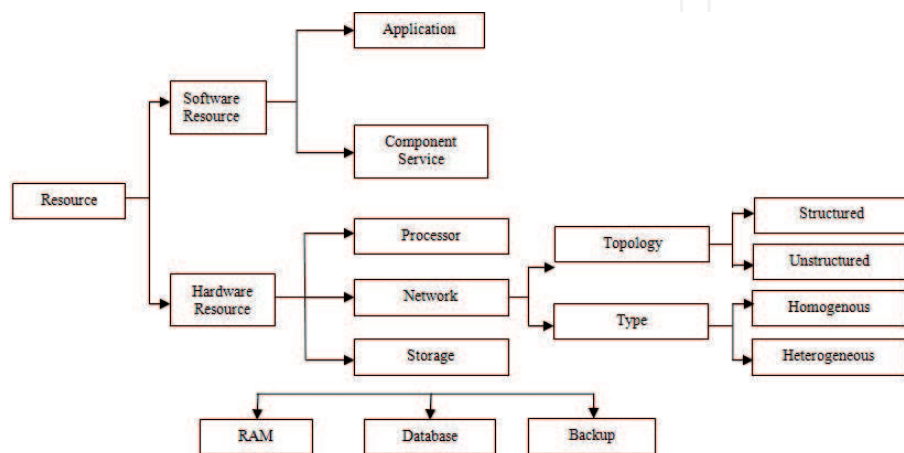 Application
Software
Resource
Component
Service
Resource
Structured
Processor
Topology
Unstructured
Hardware
Resource
Network
Homogenous
Type
Storage
Heterogeneous
RAM
Database
Backup